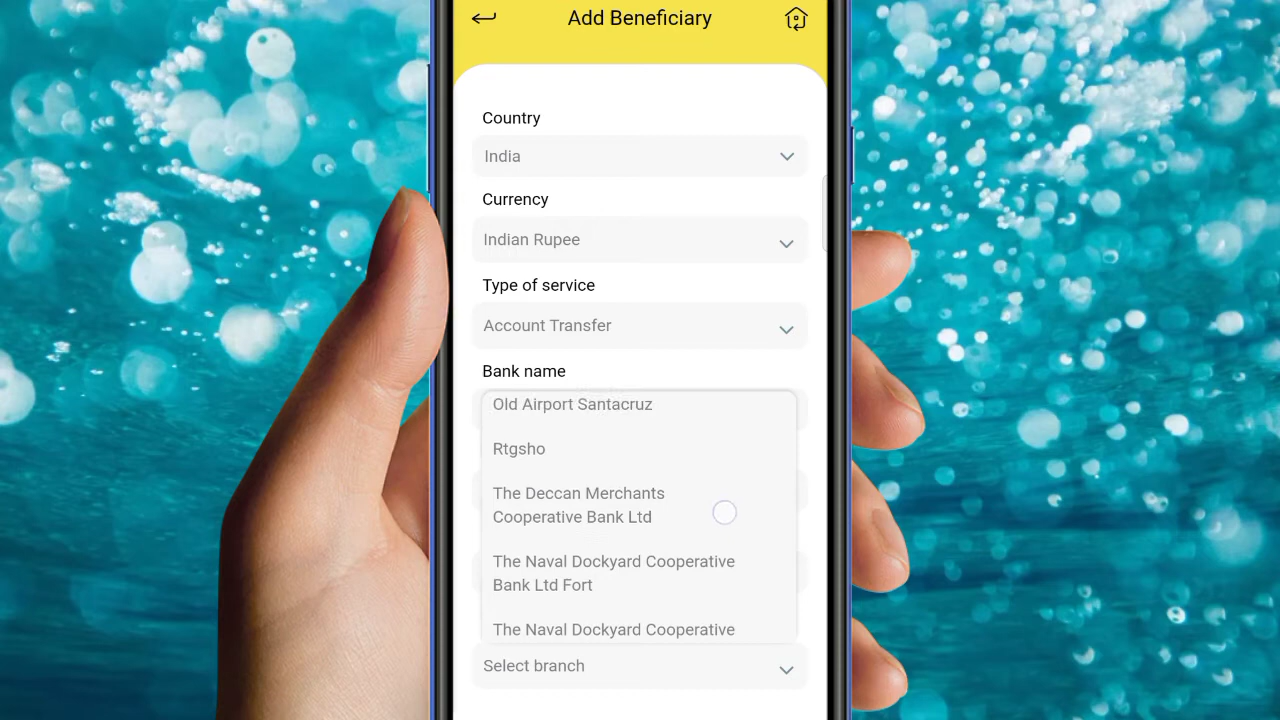 Add Beneficiary
Country
India
Currency
Indian Rupee
Type of service
Account Transfer
Bank name
Old Airport Santacruz
Rtgsho
The Deccan Merchants
Cooperative Bank Ltd
The Naval Dockyard Cooperative
Bank Ltd Fort
The Naval Dockyard Cooperative
Select branch